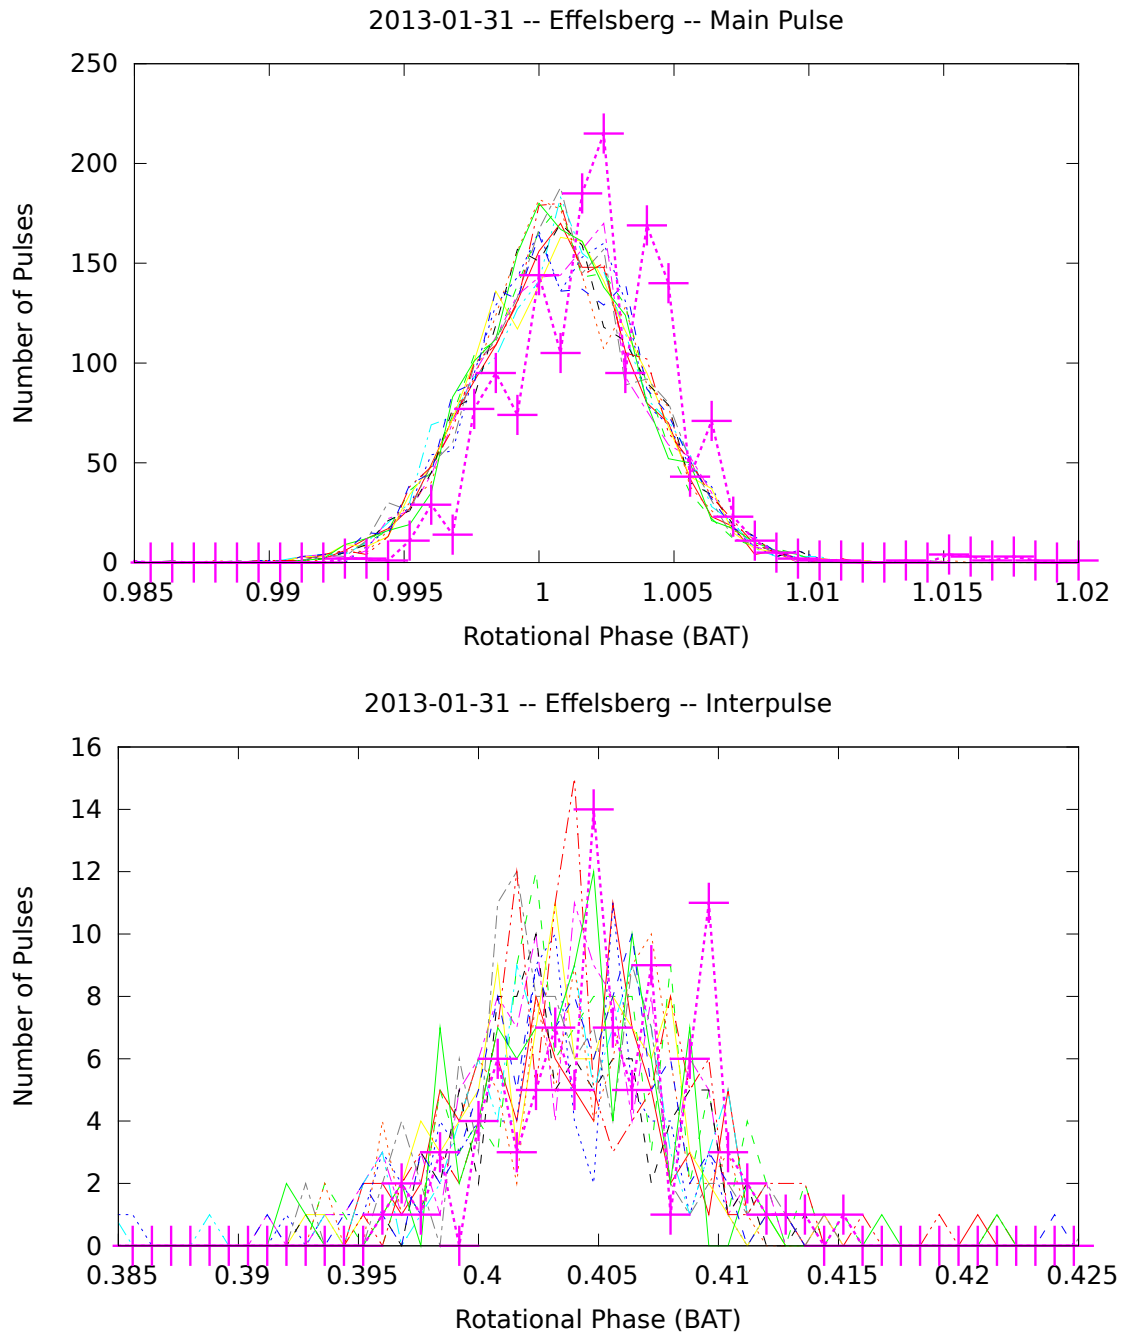 2013-01-31 -- Effelsberg -- Main Pulse
250
200
150
100
50
0
Number of Pulses
0.985 0.99 0.995 1 1.005 1.01 1.015 1.02
Rotational Phase (BAT)
2013-01-31 -- Effelsberg -- Interpulse
16
14
12
10
8
6
4
2
0
Number of Pulses
0.385 0.39 0.395 0.4 0.405 0.41 0.415 0.42 0.425
Rotational Phase (BAT)